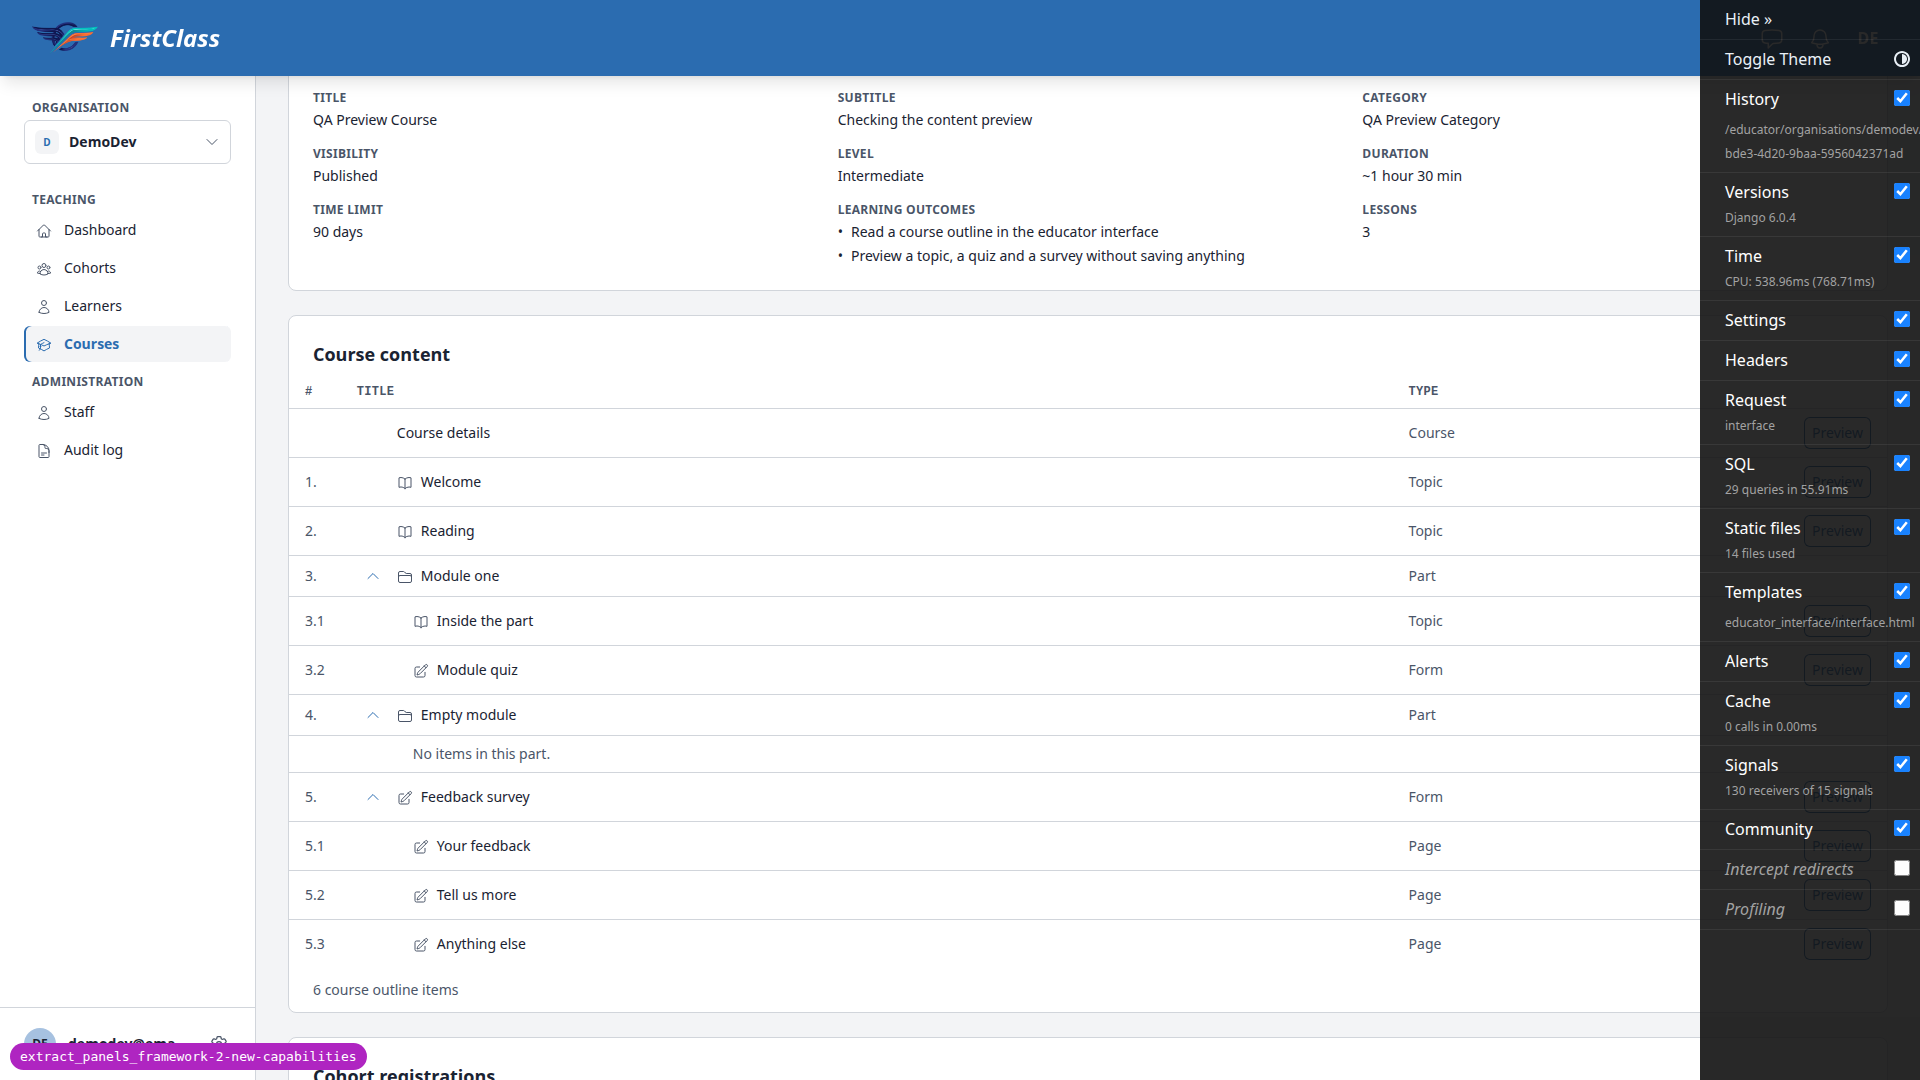 FirstClass
DE
ORGANISATION
D DemoDev
TEACHING
Dashboard
Cohorts
Learners
Courses
ADMINISTRATION
Staff
Audit log
extract_panels_framework-2-new-capabilities
TITLE SUBTITLE CATEGORY
QA Preview Course Checking the content preview QA Preview Category
VISIBILITY LEVEL DURATION
Published Intermediate ~1 hour 30 min
TIME LIMIT LEARNING OUTCOMES LESSONS
90 days • Read a course outline in the educator interface 3
• Preview a topic, a quiz and a survey without saving anything
Course content
# TITLE TYPE
Course details Course Preview
1. Welcome Topic Preview
2. Reading Topic Preview
3. Module one Part
3.1 Inside the part Topic
3.2 Module quiz Form Preview
4. Empty module Part
No items in this part.
5. Feedback survey Form Preview
5.1 Your feedback Page Preview
5.2 Tell us more Page Preview
5.3 Anything else Page Preview
6 course outline items
Cohort registrations
Hide »
Toggle Theme
History
/educator/organisations/demodev
bde3-4d20-9baa-5956042371ad
Versions
Django 6.0.4
Time
CPU: 538.96ms (768.71ms)
Settings
Headers
Request
interface
SQL
29 queries in 55.91ms
Static files
14 files used
Templates
educator_interface/interface.html
Alerts
Cache
0 calls in 0.00ms
Signals
130 receivers of 15 signals
Community
Intercept redirects
Profiling